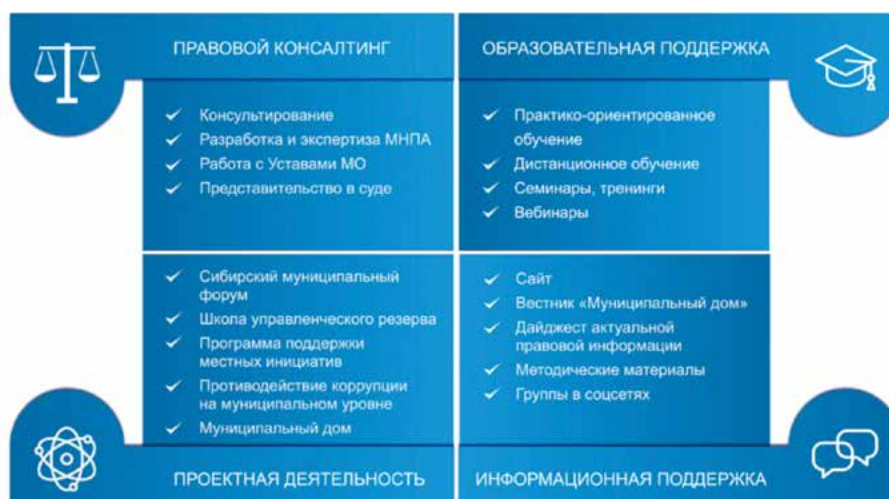 ПРАВОВОЙ КОНСАЛТИНГ
Консультирование
Разработка и экспертиза МНПА
Работа с Уставами МО
Представительство в суде
ОБРАЗОВАТЕЛЬНАЯ ПОДДЕРЖКА
Практико-ориентированное
обучение
Дистанционное обучение
Семинары, тренинги
Вебинары
Сибирский муниципальный
форум
Школа управленческого резерва
Программа поддержки
местных инициатив
Противодействие коррупции
на муниципальном уровне
Муниципальный дом
ПРОЕКТНАЯ ДЕЯТЕЛЬНОСТЬ
Сайт
Вестник «Муниципальный дом»
Дайджест актуальной
правовой информации
Методические материалы
Группы в соцсетях
ИНФОРМАЦИОННАЯ ПОДДЕРЖКА